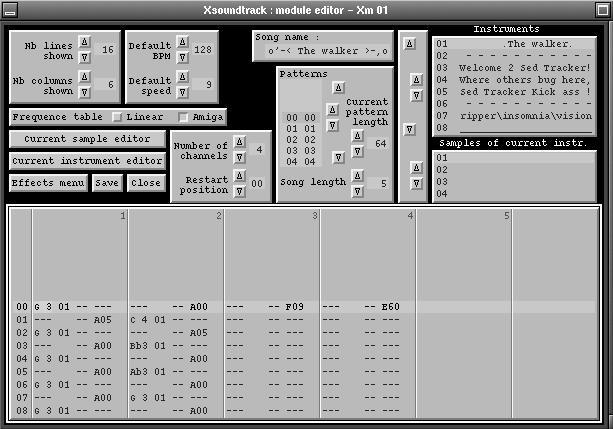 Xsoundtrack : module editor – Xm 01
Nb lines shown 16
Nb columns shown 6
Default BPM 128
Default speed 9
Frequence table Linear Amiga
Current sample editor
Current instrument editor
Effects menu Save Close
Number of channels 4
Restart position 00
Song name :
o'-< The walker >-,o
Patterns
00 00
01 01
02 02
03 03
04 04
Current pattern length
64
Song length 5
Instruments
01 .The walker.
02 - - - - - - - - - - - -
03 Welcome 2 Sed Tracker!
04 Where others bug here,
05 Sed Tracker Kick ass !
06 - - - - - - - - - - - -
07 ripper\insomnia\vision
08
Samples of current instr.
01
02
03
04
1 2 3 4 5
00 G 3 01 -- --- --- -- A00 --- -- F09 --- -- E60
01 --- -- A05 C 4 01 -- --- --- -- --- --- -- ---
02 G 3 01 -- --- --- -- A05 --- -- --- --- -- ---
03 --- -- A00 Bb3 01 -- --- --- -- --- --- -- ---
04 G 3 01 -- --- --- -- A00 --- -- --- --- -- ---
05 --- -- A00 Ab3 01 -- --- --- -- --- --- -- ---
06 G 3 01 -- --- --- -- A00 --- -- --- --- -- ---
07 --- -- A00 G 3 01 -- --- --- -- --- --- -- ---
08 G 3 01 -- --- --- -- A00 --- -- --- --- -- ---